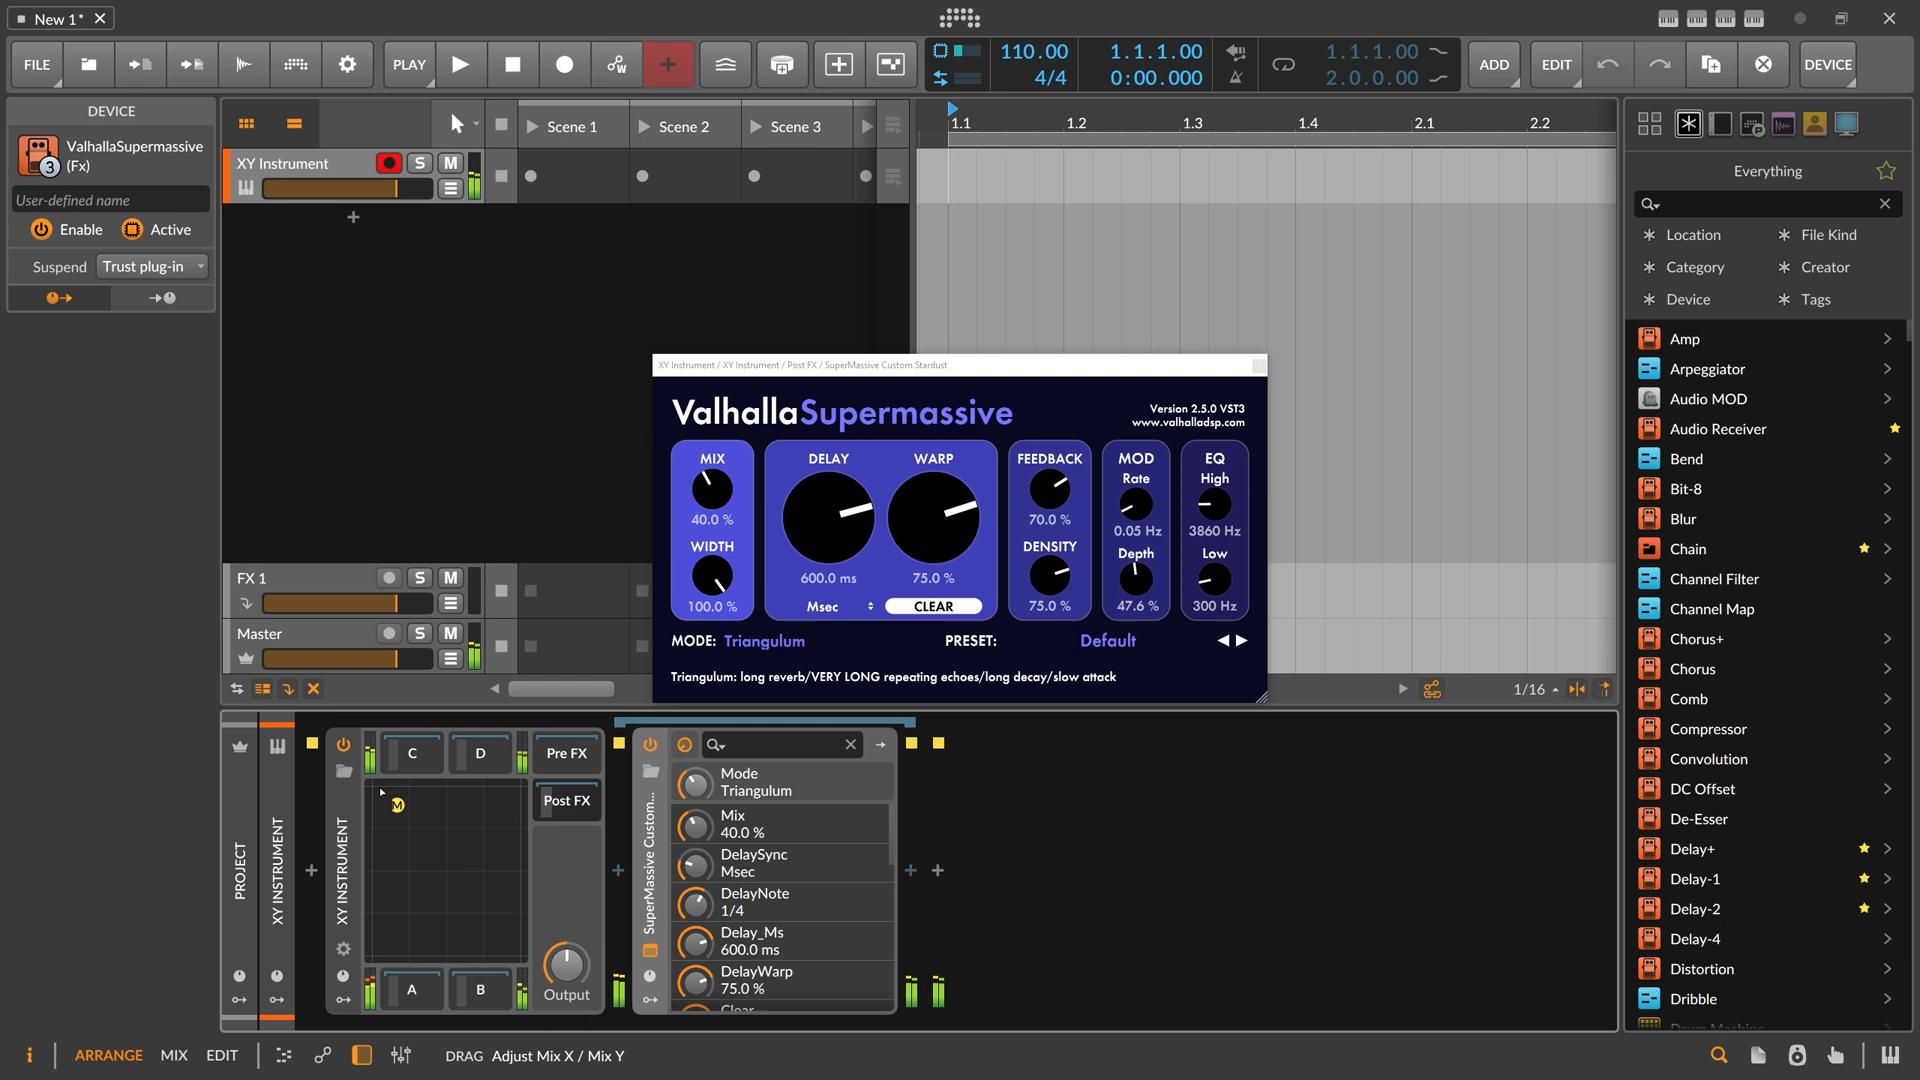 New 1*
FILE
PLAY
110.00
4/4
1.1.1.00
0:00.000
1.1.1.00
2.0.0.00
ADD
EDIT
DEVICE
DEVICE
ValhallaSupermassive
(Fx)
3
User-defined name
Enable
Active
Suspend
Trust plug-in
Scene 1
Scene 2
Scene 3
1.1
1.2
1.3
1.4
2.1
2.2
XY Instrument
S
M
FX 1
S
M
Master
S
M
1/16
XY Instrument / XY Instrument / Post FX / SuperMassive Custom Stardust
ValhallaSupermassive
Version 2.5.0 VST3
www.valhalladsp.com
MIX
40.0 %
WIDTH
100.0 %
DELAY
600.0 ms
Msec
WARP
75.0 %
CLEAR
FEEDBACK
70.0 %
DENSITY
75.0 %
MOD
Rate
0.05 Hz
Depth
47.6 %
EQ
High
3860 Hz
Low
300 Hz
MODE: Triangulum
PRESET:
Default
Triangulum: long reverb/VERY LONG repeating echoes/long decay/slow attack
PROJECT
XY INSTRUMENT
XY INSTRUMENT
C
D
Pre FX
Post FX
M
A
B
Output
SuperMassive Custom...
Mode
Triangulum
Mix
40.0 %
DelaySync
Msec
DelayNote
1/4
Delay_Ms
600.0 ms
DelayWarp
75.0 %
Clear
Everything
Location
File Kind
Category
Creator
Device
Tags
Amp
Arpeggiator
Audio MOD
Audio Receiver
Bend
Bit-8
Blur
Chain
Channel Filter
Channel Map
Chorus+
Chorus
Comb
Compressor
Convolution
DC Offset
De-Esser
Delay+
Delay-1
Delay-2
Delay-4
Distortion
Dribble
Drum Machine
i
ARRANGE
MIX
EDIT
DRAG Adjust Mix X / Mix Y